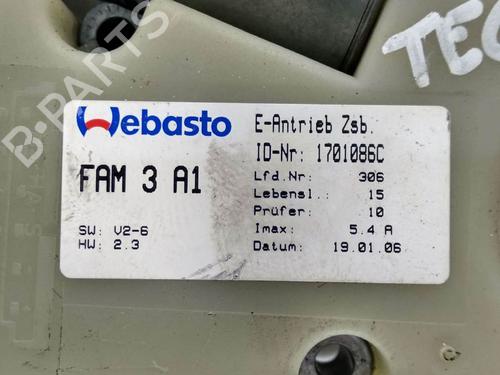 TEC
B-PARTS
Webasto
FAM 3 A1
SW: V2-6
HW: 2.3
E-Antrieb Zsb.
ID-Nr: 1701086C
Lfd.Nr: 306
Lebensl.: 15
Prüfer: 10
Imax: 5.4 A
Datum: 19.01.06